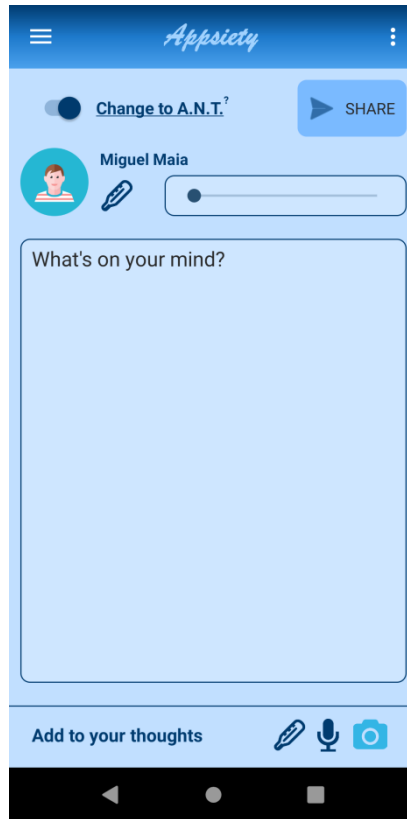 Appsiety
Change to A.N.T.?
SHARE
Miguel Maia
What's on your mind?
Add to your thoughts